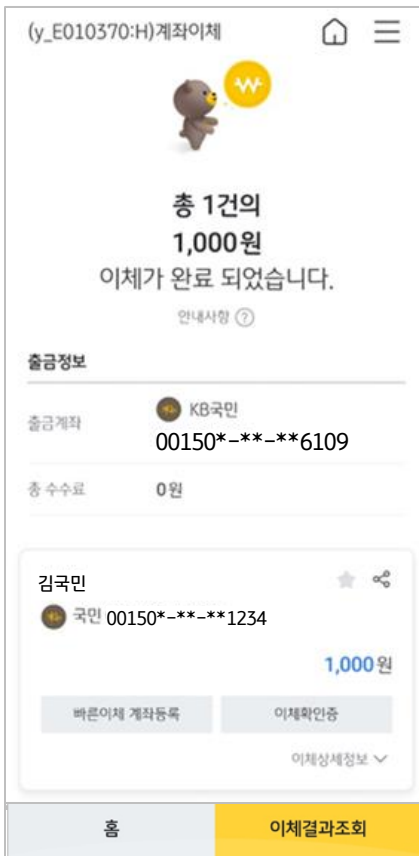 (y_E010370:H)계좌이체
총 1건의
1,000원
이체가 완료 되었습니다.
안내사항 ?
출금정보
출금계좌
KB국민
00150*-**-**6109
총 수수료 0원
김국민
국민 00150*-**-**1234
1,000원
빠른이체 계좌등록 이체확인증
이체상세정보
홈 이체결과조회